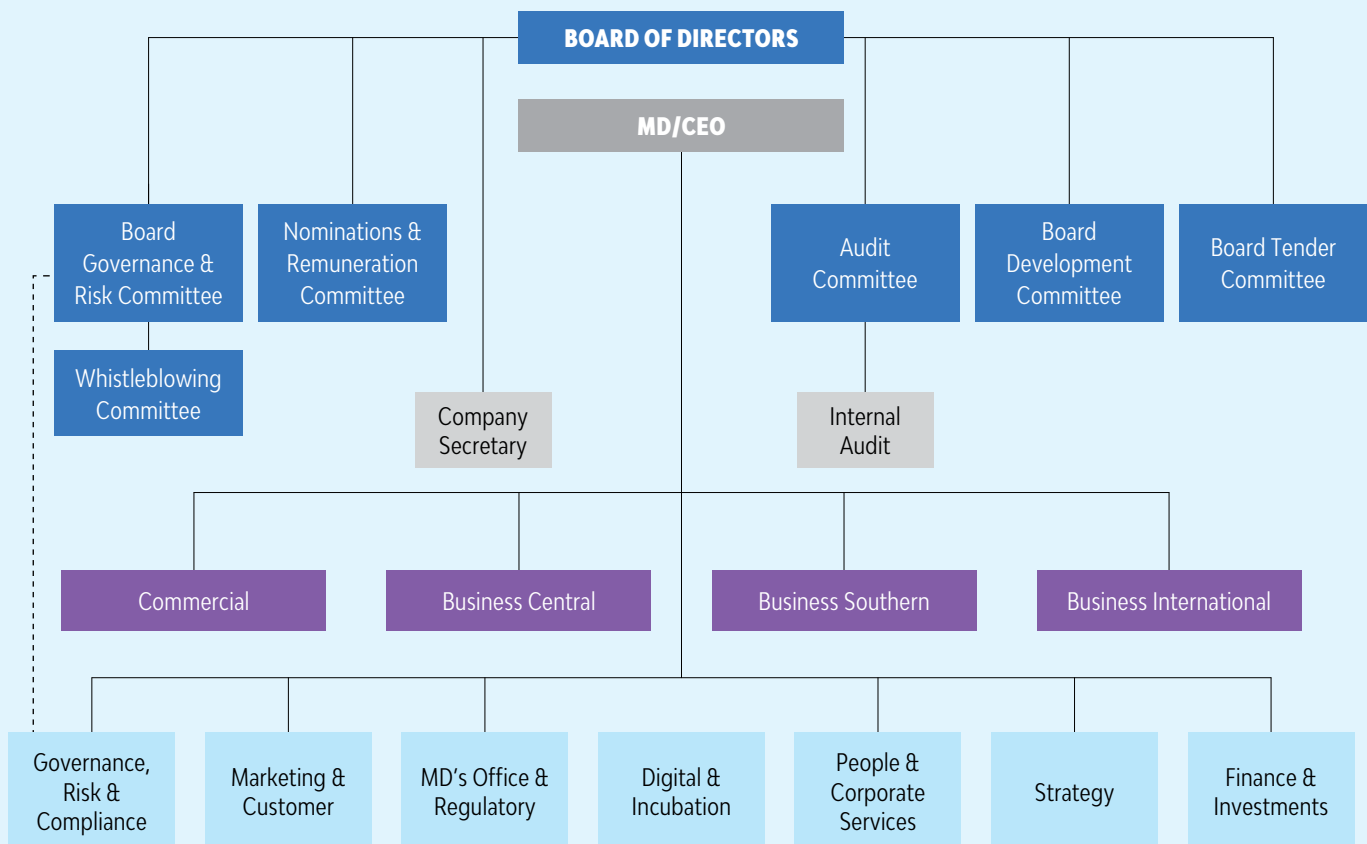 BOARD OF DIRECTORS
MD/CEO
Board
Governance &
Risk Committee
Nominations &
Remuneration
Committee
Audit
Committee
Board
Development
Committee
Board Tender
Committee
Whistleblowing
Committee
Company
Secretary
Internal
Audit
Commercial
Business Central
Business Southern
Business International
Governance,
Risk &
Compliance
Marketing &
Customer
MD's Office &
Regulatory
Digital &
Incubation
People &
Corporate
Services
Strategy
Finance &
Investments